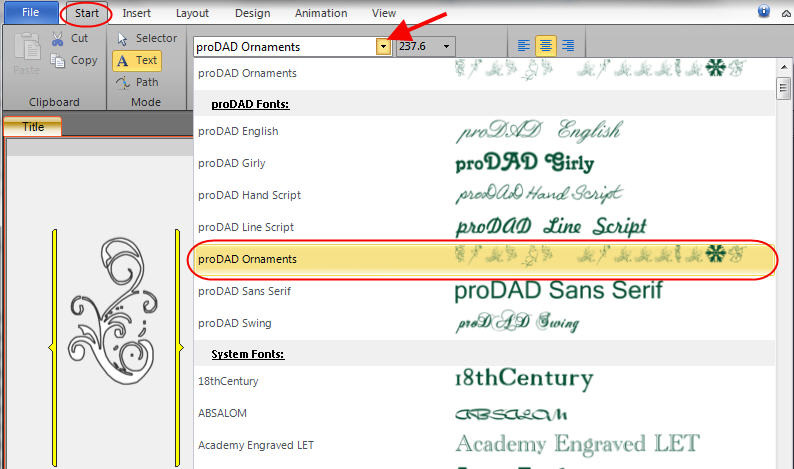 File Start Insert Layout Design Animation View
Cut
Copy
Paste
Clipboard
Selector
Text
Path
Mode
proDAD Ornaments 237.6
Title
proDAD Ornaments
proDAD Fonts:
proDAD English proDAD English
proDAD Girly proDAD Girly
proDAD Hand Script proDAD Hand Script
proDAD Line Script proDAD Line Script
proDAD Ornaments
proDAD Sans Serif proDAD Sans Serif
proDAD Swing proDAD Swing
System Fonts:
18thCentury 18thCentury
ABSALOM ABSALOM
Academy Engraved LET Academy Engraved LET